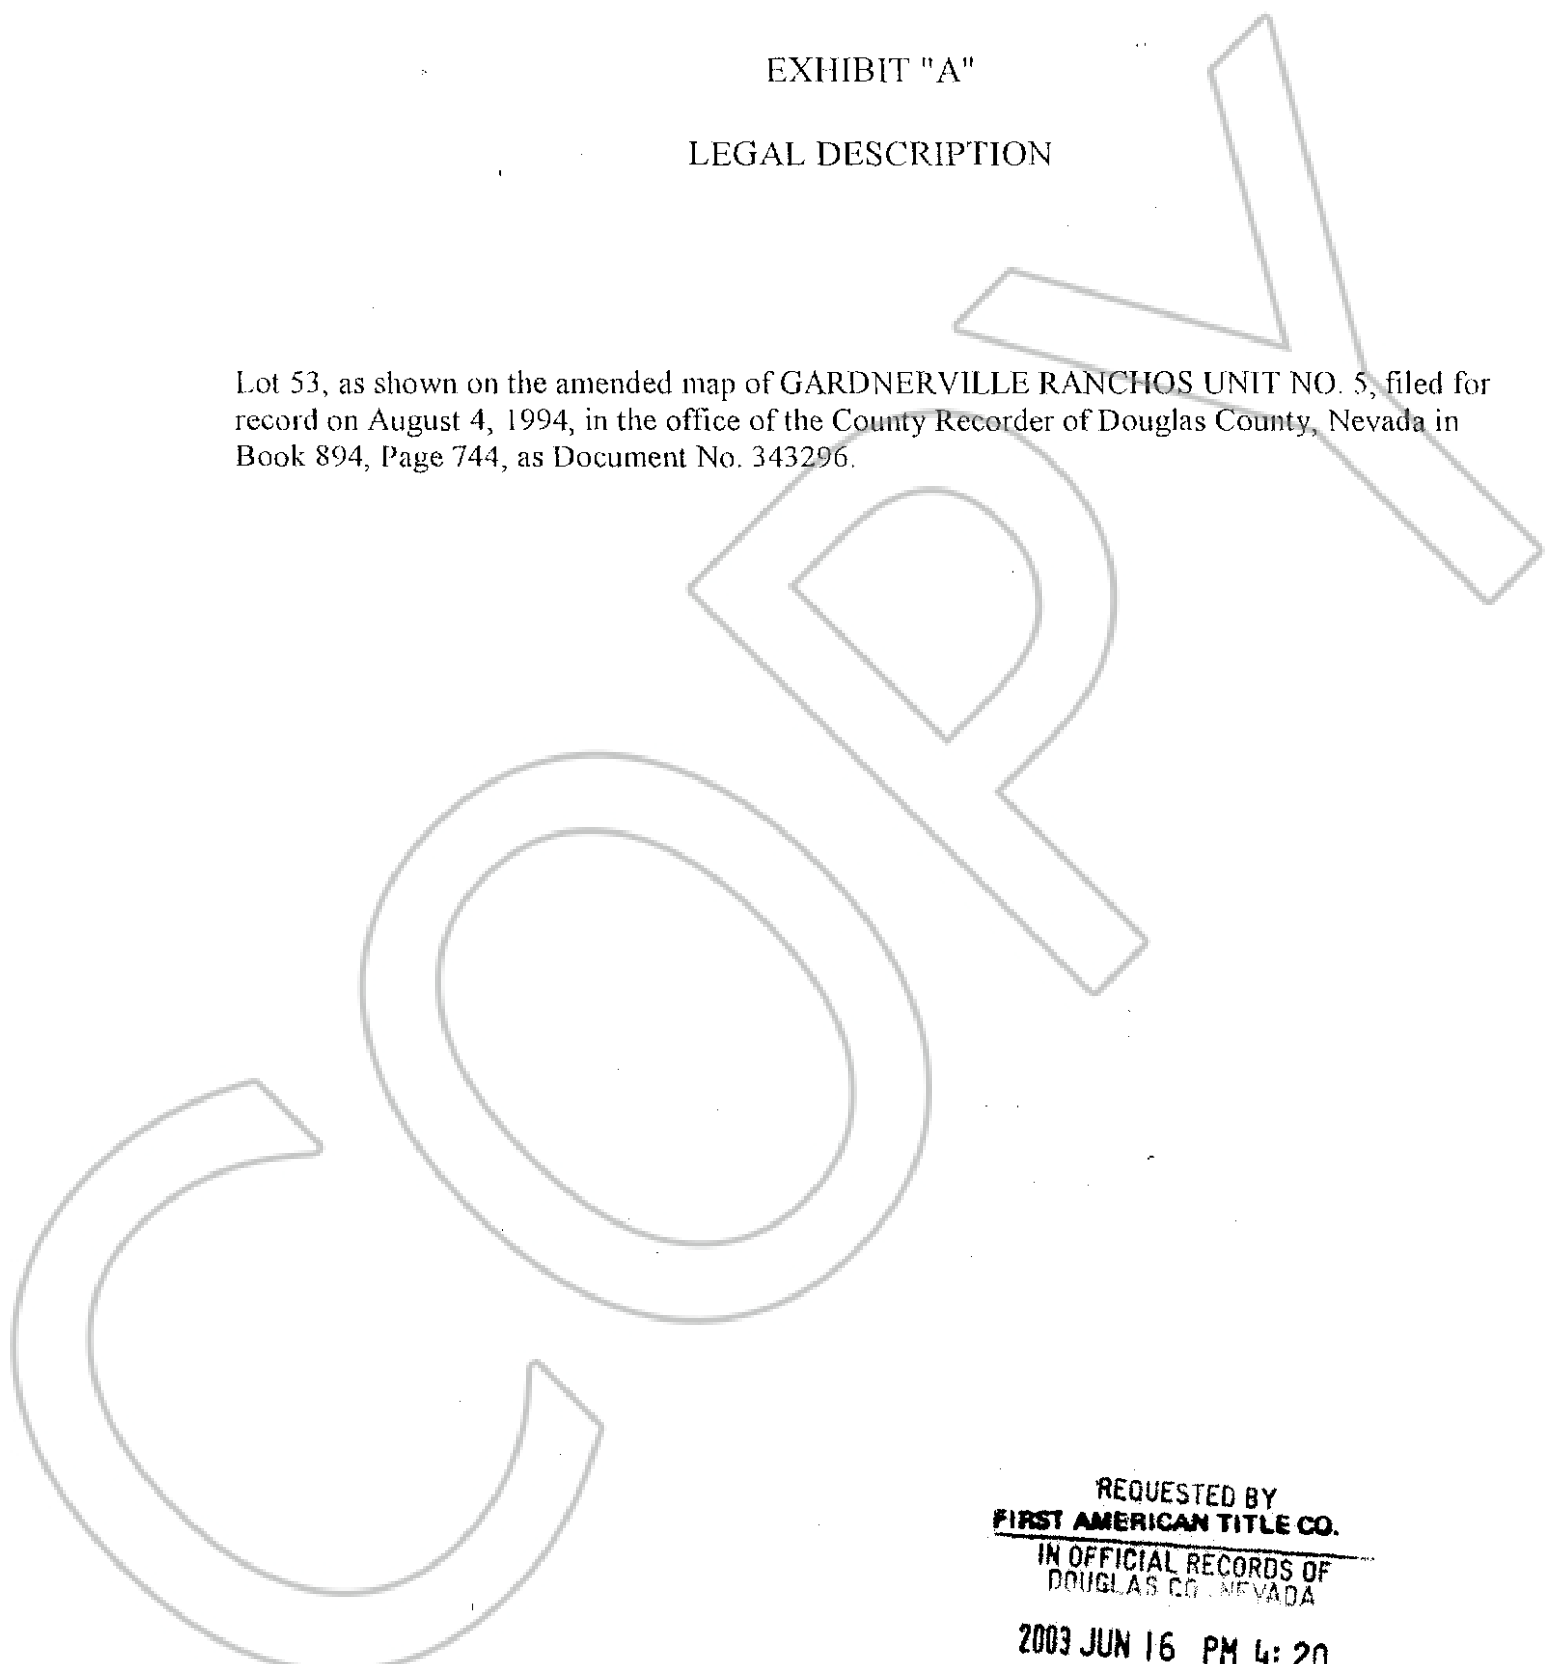 EXHIBIT "A"
LEGAL DESCRIPTION
Lot 53, as shown on the amended map of GARDNERVILLE RANCHOS UNIT NO. 5, filed for
record on August 4, 1994, in the office of the County Recorder of Douglas County, Nevada in
Book 894, Page 744, as Document No. 343296.
COPY
REQUESTED BY
FIRST AMERICAN TITLE CO.
IN OFFICIAL RECORDS OF
DOUGLAS CO. NEVADA
2003 JUN 16 PM 4: 20